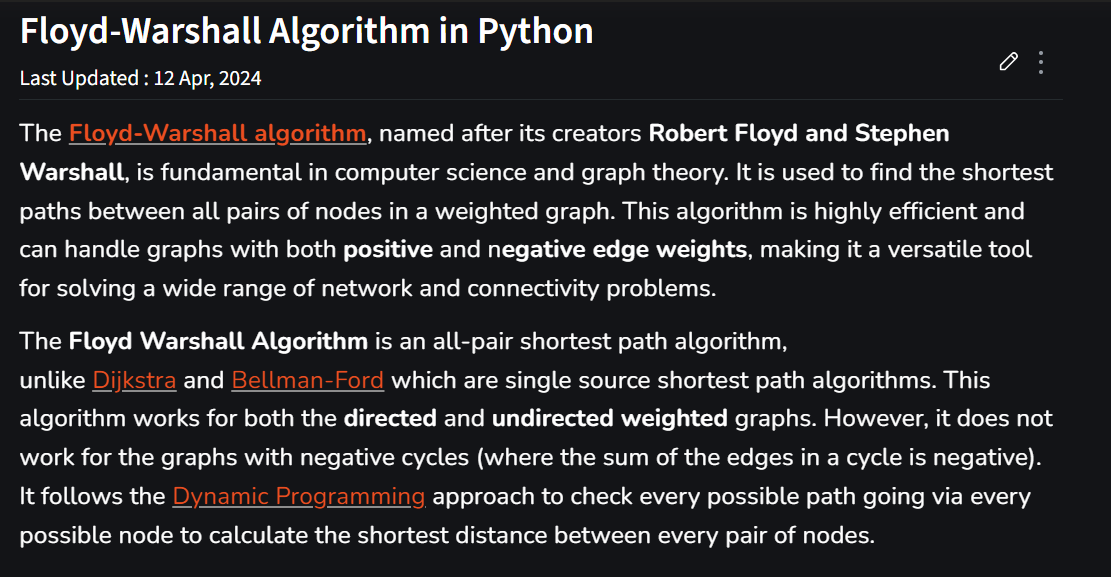 Floyd-Warshall Algorithm in Python
Last Updated : 12 Apr, 2024
The Floyd-Warshall algorithm, named after its creators Robert Floyd and Stephen
Warshall, is fundamental in computer science and graph theory. It is used to find the shortest
paths between all pairs of nodes in a weighted graph. This algorithm is highly efficient and
can handle graphs with both positive and negative edge weights, making it a versatile tool
for solving a wide range of network and connectivity problems.
The Floyd Warshall Algorithm is an all-pair shortest path algorithm,
unlike Dijkstra and Bellman-Ford which are single source shortest path algorithms. This
algorithm works for both the directed and undirected weighted graphs. However, it does not
work for the graphs with negative cycles (where the sum of the edges in a cycle is negative).
It follows the Dynamic Programming approach to check every possible path going via every
possible node to calculate the shortest distance between every pair of nodes.